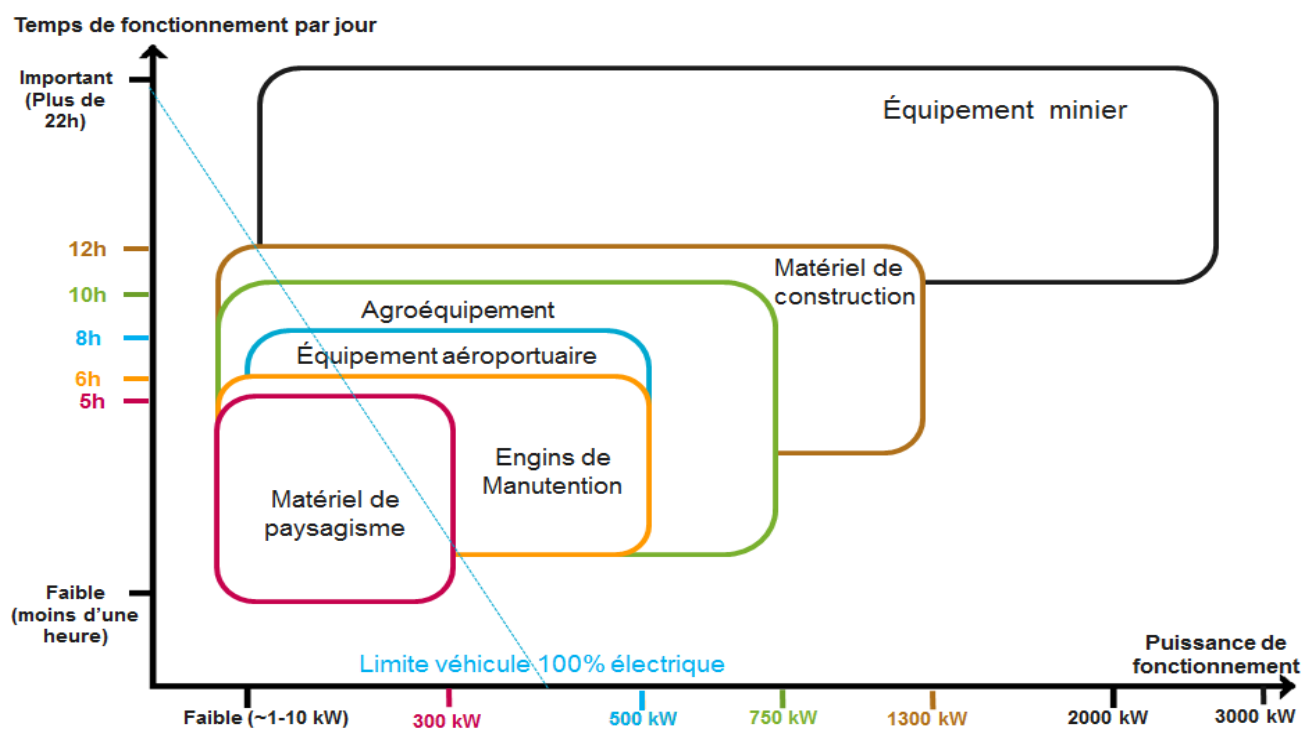 Temps de fonctionnement par jour
Important
(Plus de
22h)
Équipement minier
12h
Matériel de
construction
10h
Agroéquipement
8h
Équipement aéroportuaire
6h
5h
Engins de
Manutention
Matériel de
paysagisme
Faible
(moins d'une
heure)
Limite véhicule 100% électrique
Puissance de
fonctionnement
Faible (~1-10 kW)
300 kW
500 kW
750 kW
1300 kW
2000 kW
3000 kW